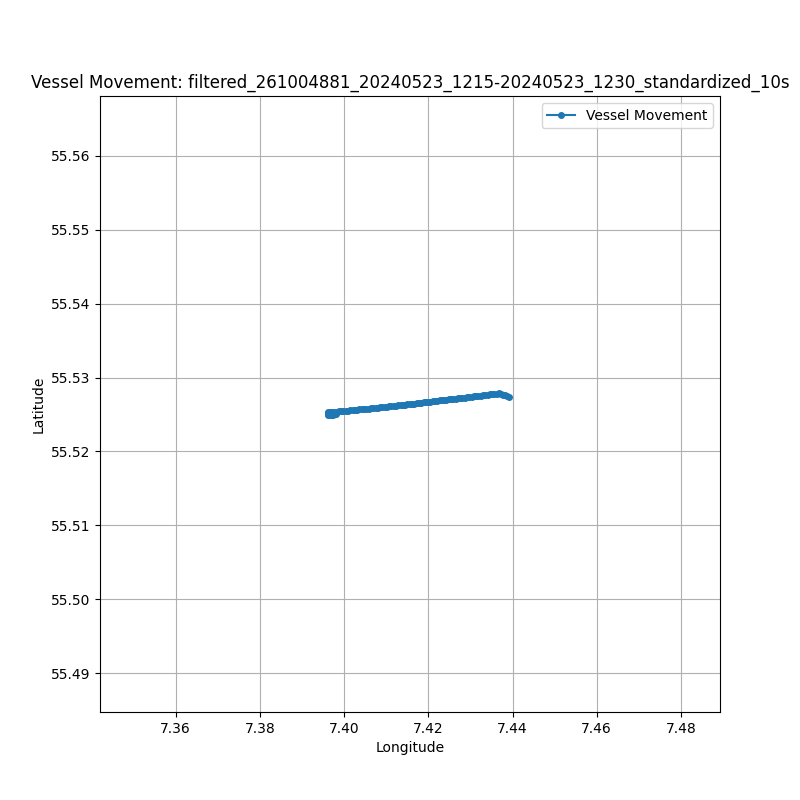 Vessel Movement: filtered_261004881_20240523_1215-20240523_1230_standardized_10s
Vessel Movement
55.56
55.55
55.54
55.53
55.52
55.51
55.50
55.49
Latitude
7.36 7.38 7.40 7.42 7.44 7.46 7.48
Longitude